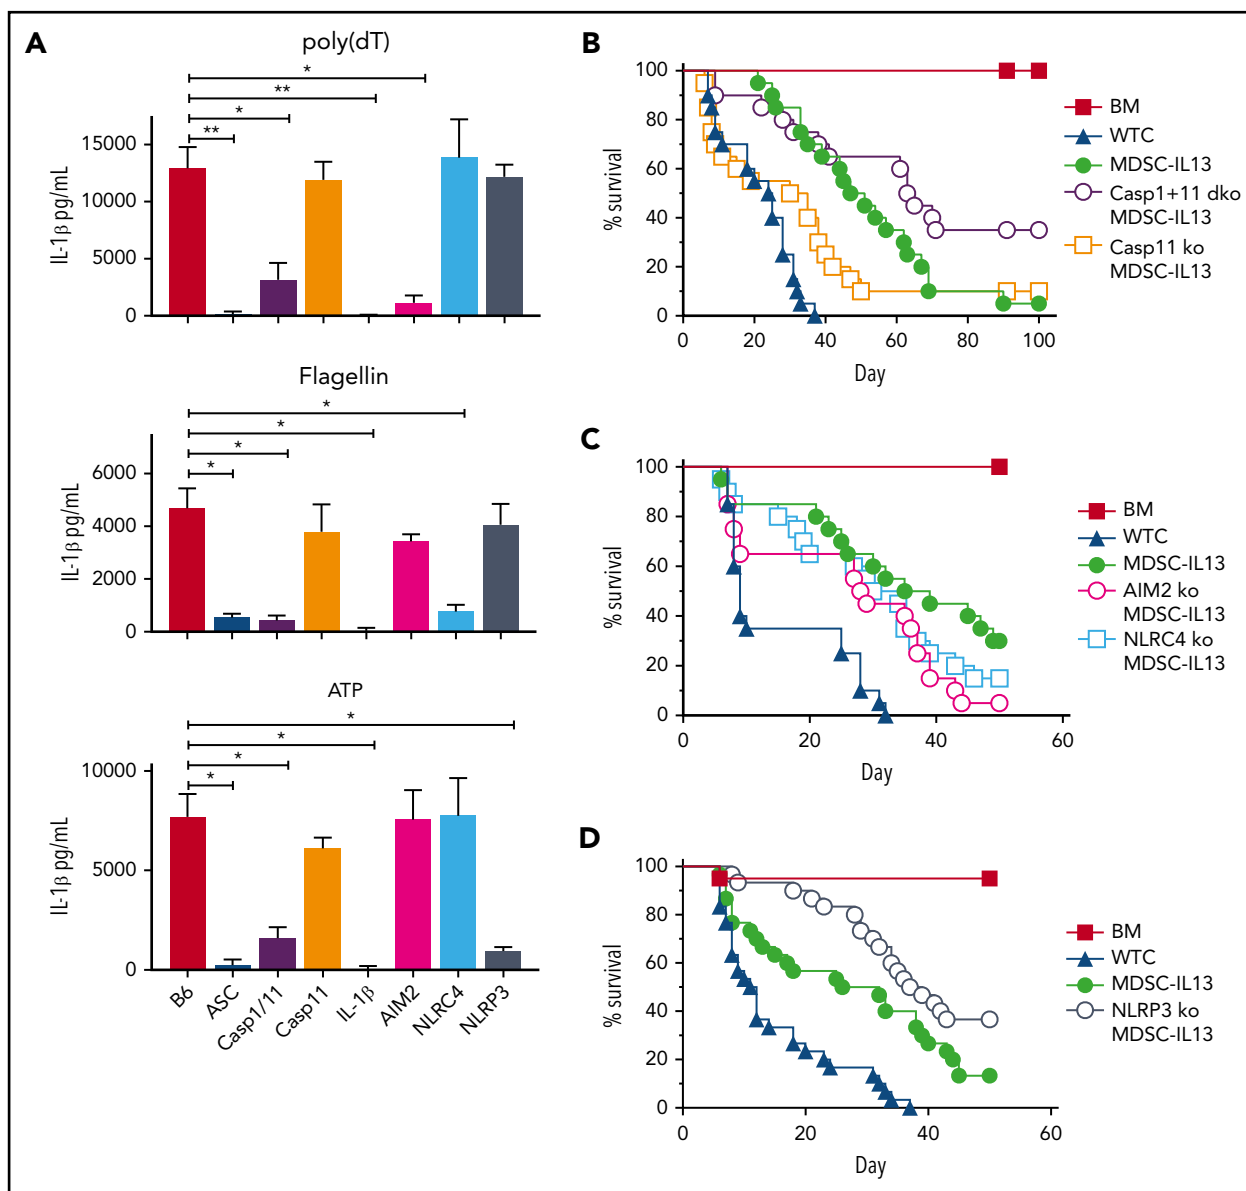 A
poly(dT)
*
**
*
**
15000
10000
5000
0
IL-1β pg/mL
Flagellin
*
*
*
*
6000
4000
2000
0
IL-1β pg/mL
ATP
*
*
*
*
10000
5000
0
IL-1β pg/mL
B6
ASC
Casp1/11
Casp11
IL-1β
AIM2
NLRC4
NLRP3
B
100
80
60
40
20
0
% survival
0 20 40 60 80 100
Day
BM
WTC
MDSC-IL13
Casp1+11 dko
MDSC-IL13
Casp11 ko
MDSC-IL13
C
100
80
60
40
20
0
% survival
0 20 40 60
Day
BM
WTC
MDSC-IL13
AIM2 ko
MDSC-IL13
NLRC4 ko
MDSC-IL13
D
100
80
60
40
20
0
% survival
0 20 40 60
Day
BM
WTC
MDSC-IL13
NLRP3 ko
MDSC-IL13